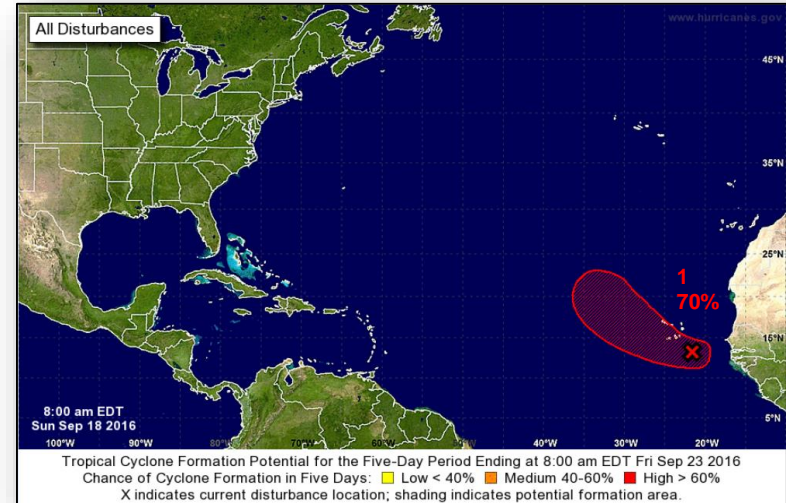 All Disturbances
www.hurricanes.gov
45°N
35°N
25°N
1
70%
15°N
5°N
8:00 am EDT
Sun Sep 18 2016
100°W 90°W 80°W 70°W 60°W 50°W 40°W 30°W 20°W
Tropical Cyclone Formation Potential for the Five-Day Period Ending at 8:00 am EDT Fri Sep 23 2016
Chance of Cyclone Formation in Five Days: Low < 40% Medium 40-60% High > 60%
X indicates current disturbance location; shading indicates potential formation area.